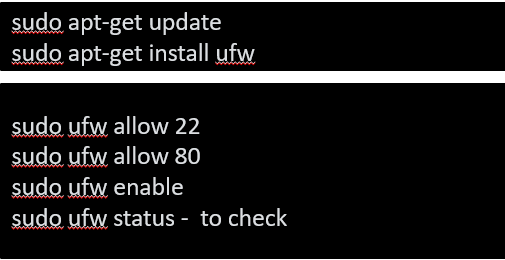 sudo apt-get update
sudo apt-get install ufw
sudo ufw allow 22
sudo ufw allow 80
sudo ufw enable
sudo ufw status -  to check